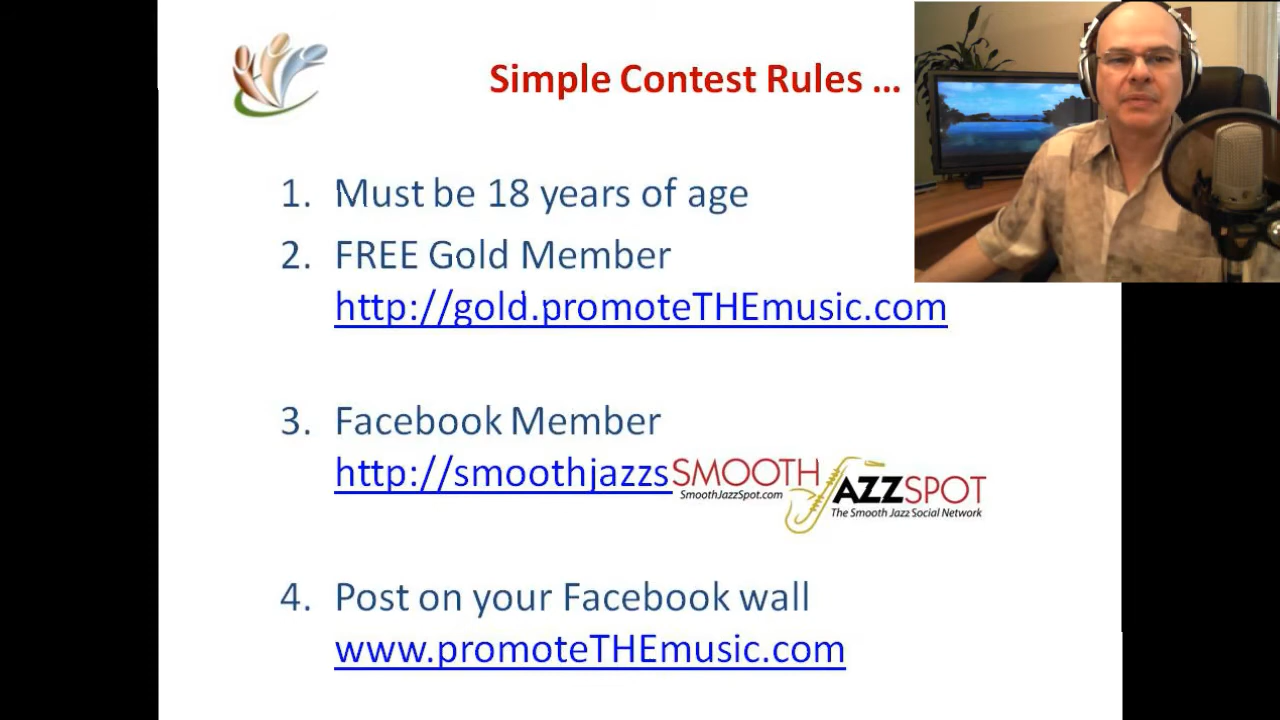 Simple Contest Rules ...
1. Must be 18 years of age
2. FREE Gold Member
http://gold.promoteTHEmusic.com
3. Facebook Member
http://smoothjazzs
SMOOTH JAZZSPOT
SmoothJazzSpot.com
The Smooth Jazz Social Network
4. Post on your Facebook wall
www.promoteTHEmusic.com